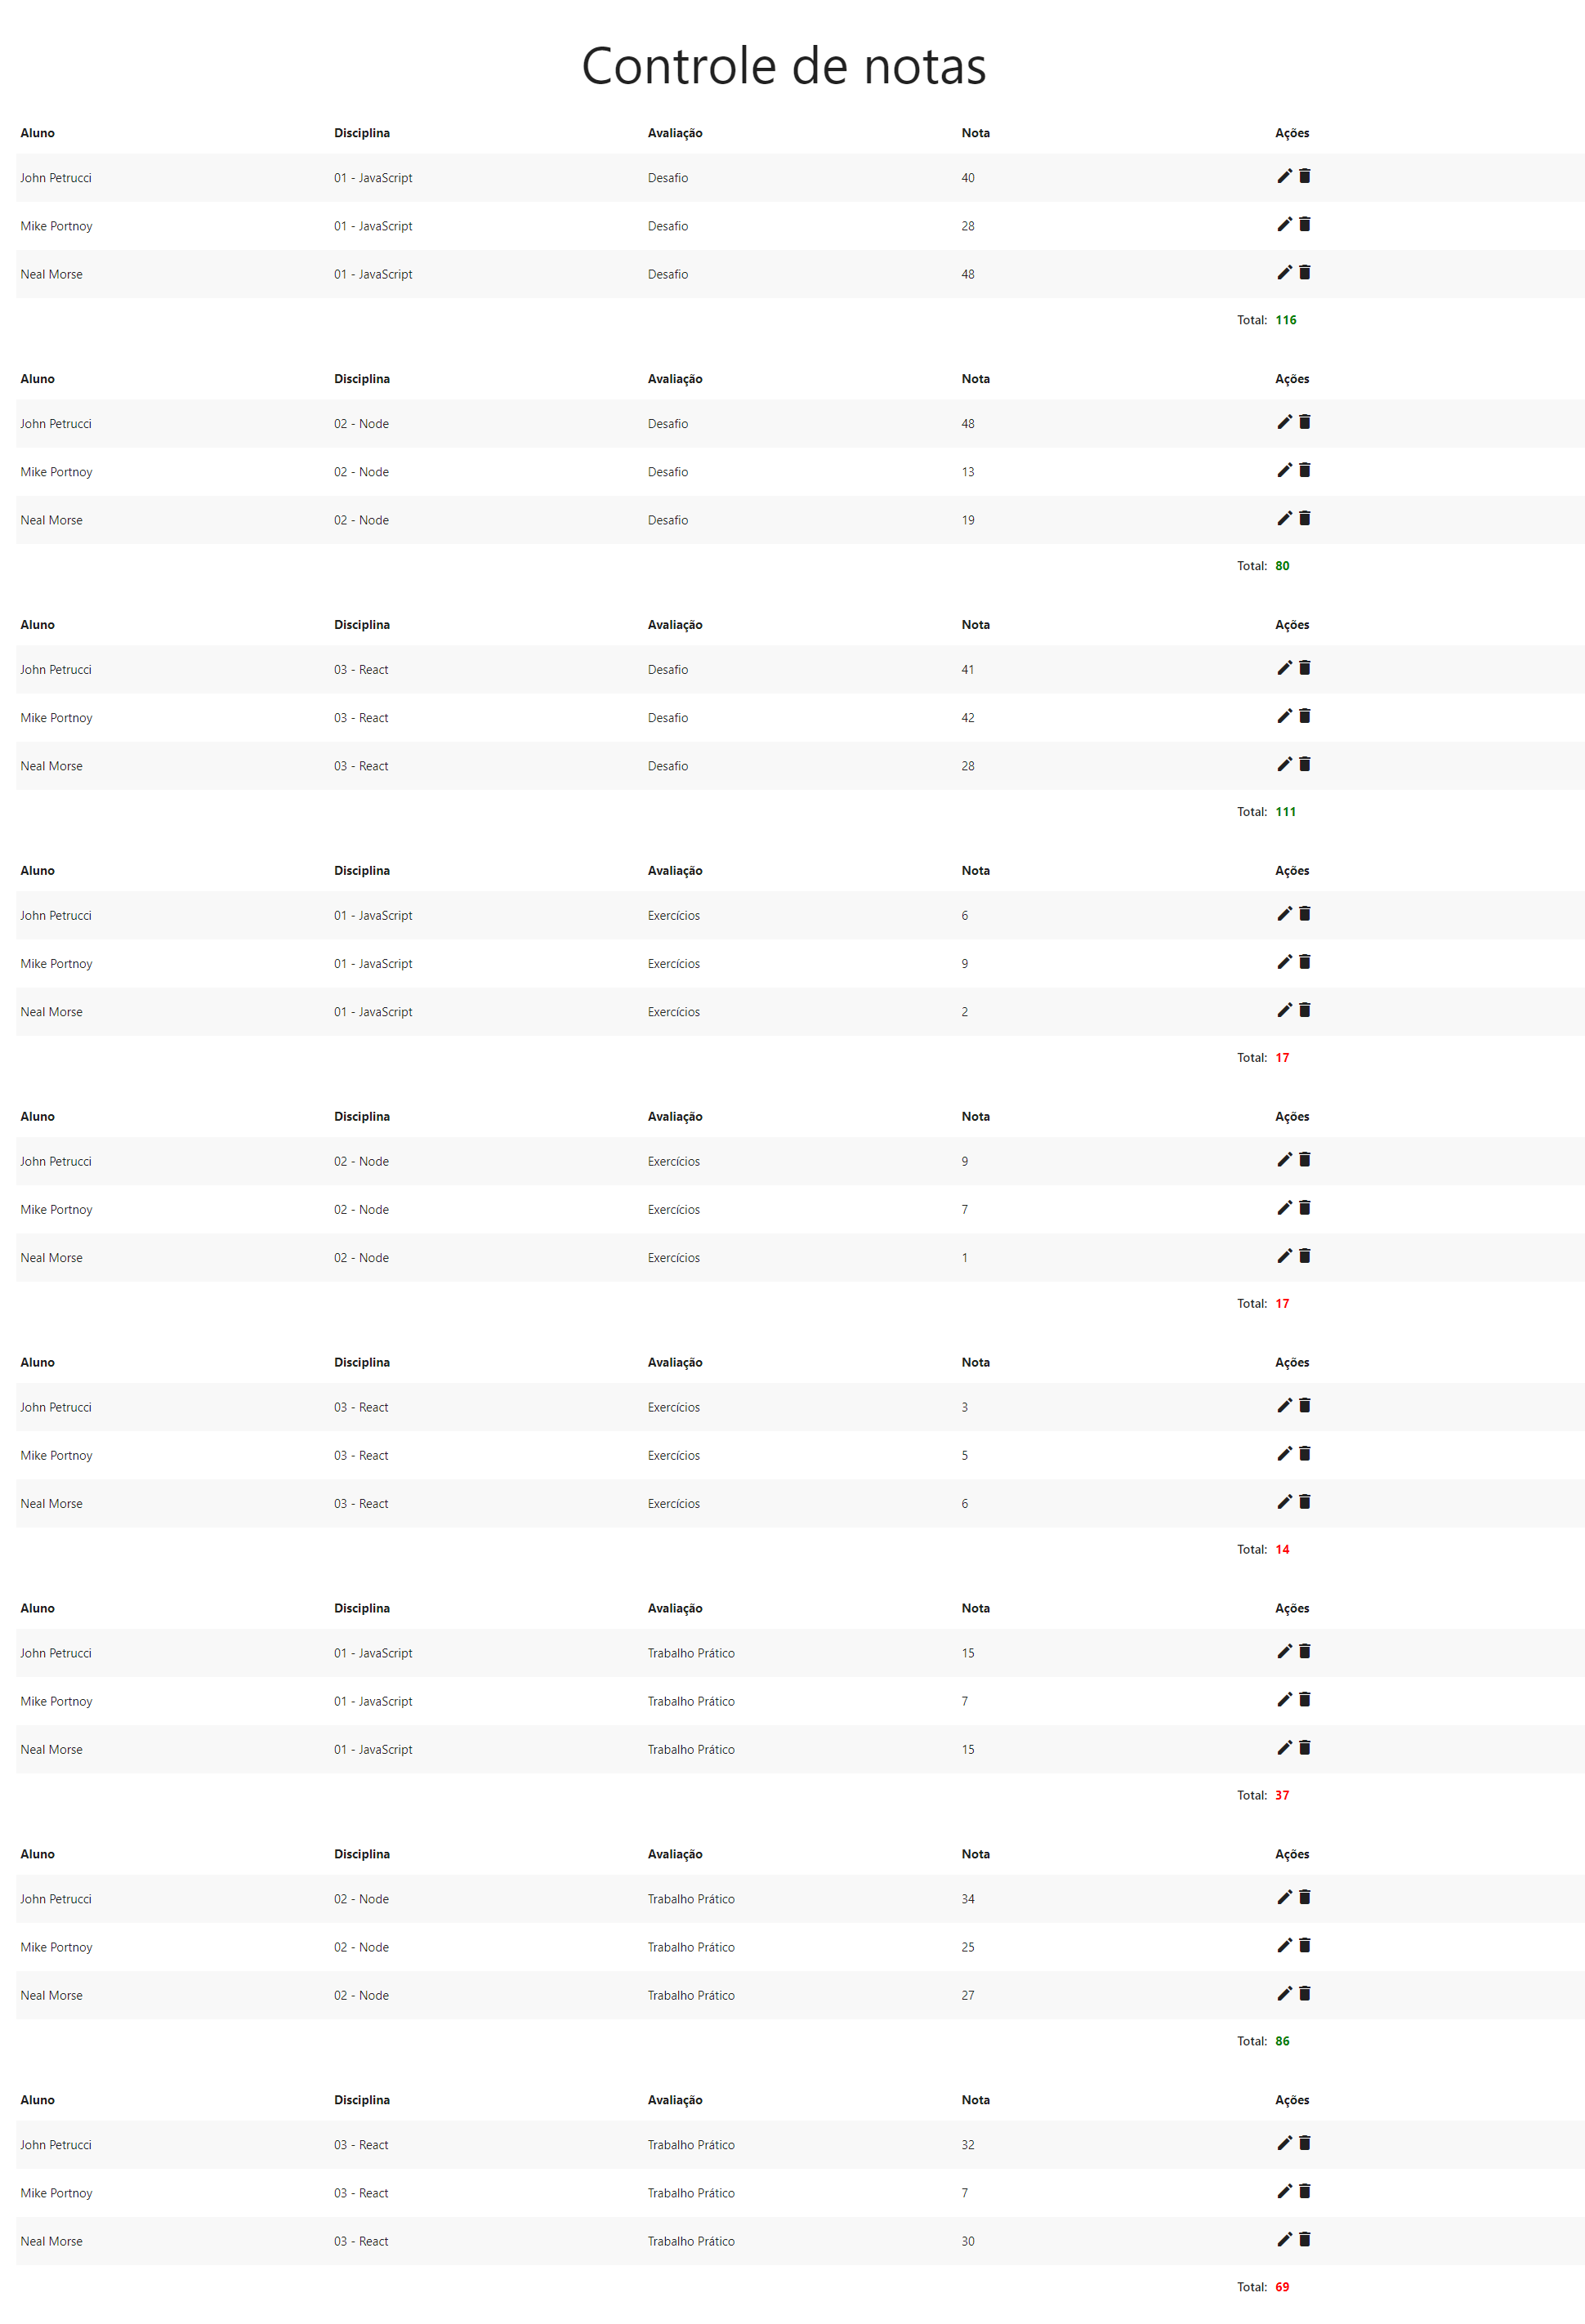 Controle de notas
Aluno Disciplina Avaliação Nota Ações
John Petrucci 01 - JavaScript Desafio 40
Mike Portnoy 01 - JavaScript Desafio 28
Neal Morse 01 - JavaScript Desafio 48
Total: 116
Aluno Disciplina Avaliação Nota Ações
John Petrucci 02 - Node Desafio 48
Mike Portnoy 02 - Node Desafio 13
Neal Morse 02 - Node Desafio 19
Total: 80
Aluno Disciplina Avaliação Nota Ações
John Petrucci 03 - React Desafio 41
Mike Portnoy 03 - React Desafio 42
Neal Morse 03 - React Desafio 28
Total: 111
Aluno Disciplina Avaliação Nota Ações
John Petrucci 01 - JavaScript Exercícios 6
Mike Portnoy 01 - JavaScript Exercícios 9
Neal Morse 01 - JavaScript Exercícios 2
Total: 17
Aluno Disciplina Avaliação Nota Ações
John Petrucci 02 - Node Exercícios 9
Mike Portnoy 02 - Node Exercícios 7
Neal Morse 02 - Node Exercícios 1
Total: 17
Aluno Disciplina Avaliação Nota Ações
John Petrucci 03 - React Exercícios 3
Mike Portnoy 03 - React Exercícios 5
Neal Morse 03 - React Exercícios 6
Total: 14
Aluno Disciplina Avaliação Nota Ações
John Petrucci 01 - JavaScript Trabalho Prático 15
Mike Portnoy 01 - JavaScript Trabalho Prático 7
Neal Morse 01 - JavaScript Trabalho Prático 15
Total: 37
Aluno Disciplina Avaliação Nota Ações
John Petrucci 02 - Node Trabalho Prático 34
Mike Portnoy 02 - Node Trabalho Prático 25
Neal Morse 02 - Node Trabalho Prático 27
Total: 86
Aluno Disciplina Avaliação Nota Ações
John Petrucci 03 - React Trabalho Prático 32
Mike Portnoy 03 - React Trabalho Prático 7
Neal Morse 03 - React Trabalho Prático 30
Total: 69